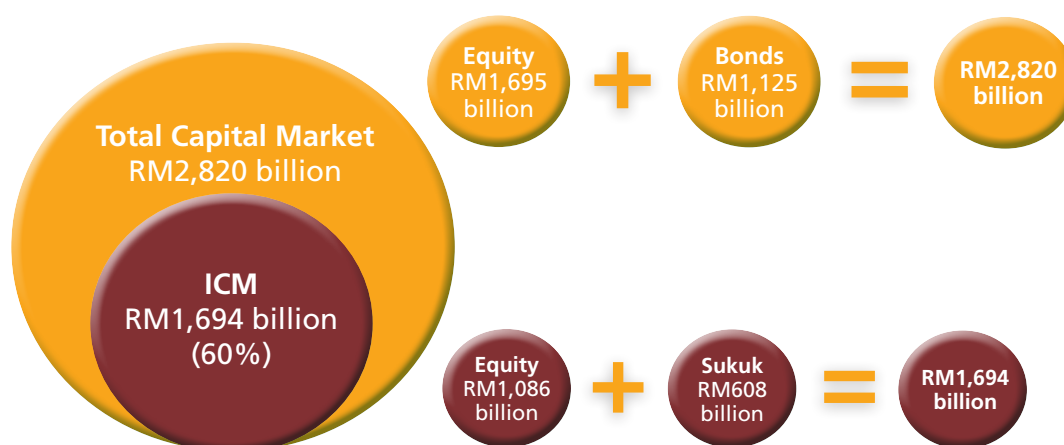 Total Capital Market
RM2,820 billion
ICM
RM1,694 billion
(60%)
Equity
RM1,695
billion
+
Bonds
RM1,125
billion
=
RM2,820
billion
Equity
RM1,086
billion
+
Sukuk
RM608
billion
=
RM1,694
billion